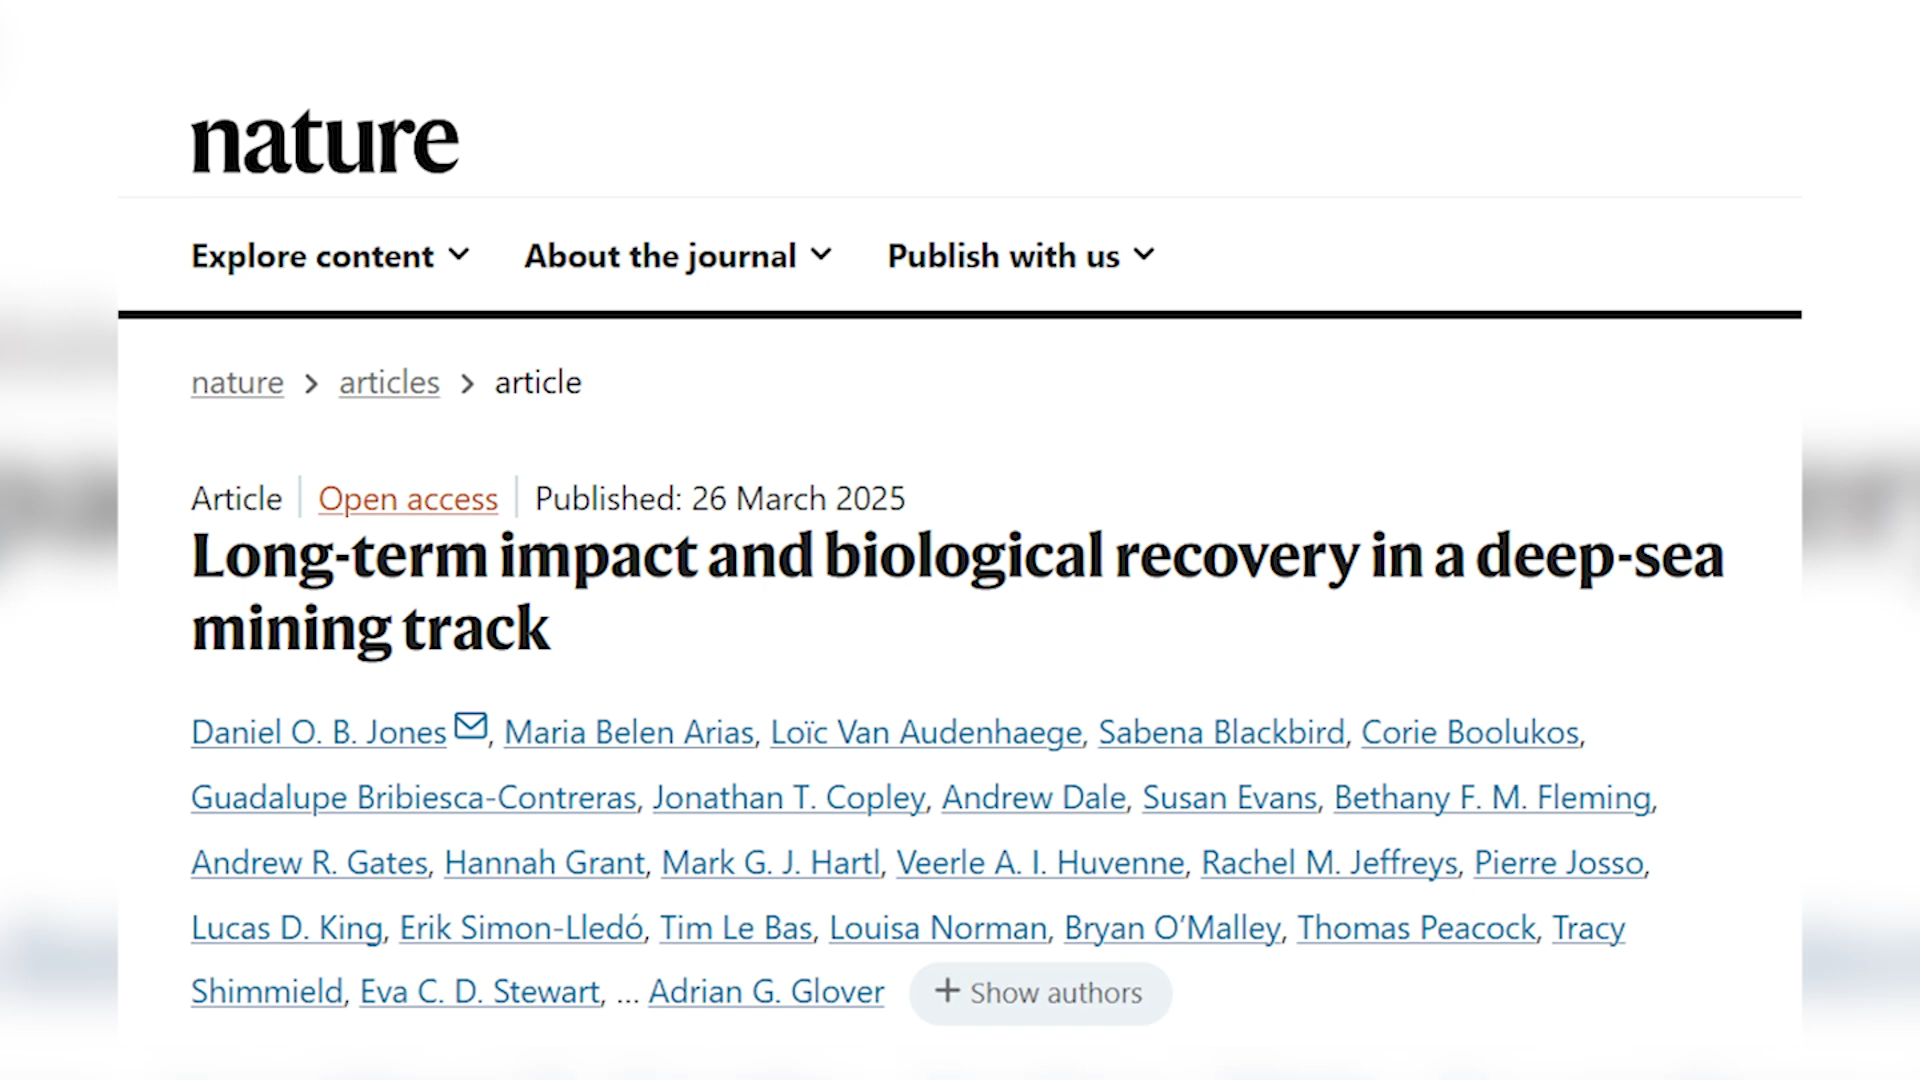 nature
Explore content About the journal Publish with us
nature > articles > article
Article Open access Published: 26 March 2025
Long-term impact and biological recovery in a deep-sea
mining track
Daniel O. B. Jones, Maria Belen Arias, Loïc Van Audenhaege, Sabena Blackbird, Corie Boolukos,
Guadalupe Bribiesca-Contreras, Jonathan T. Copley, Andrew Dale, Susan Evans, Bethany F. M. Fleming,
Andrew R. Gates, Hannah Grant, Mark G. J. Hartl, Veerle A. I. Huvenne, Rachel M. Jeffreys, Pierre Josso,
Lucas D. King, Erik Simon-Lledó, Tim Le Bas, Louisa Norman, Bryan O’Malley, Thomas Peacock, Tracy
Shimmield, Eva C. D. Stewart, ... Adrian G. Glover + Show authors